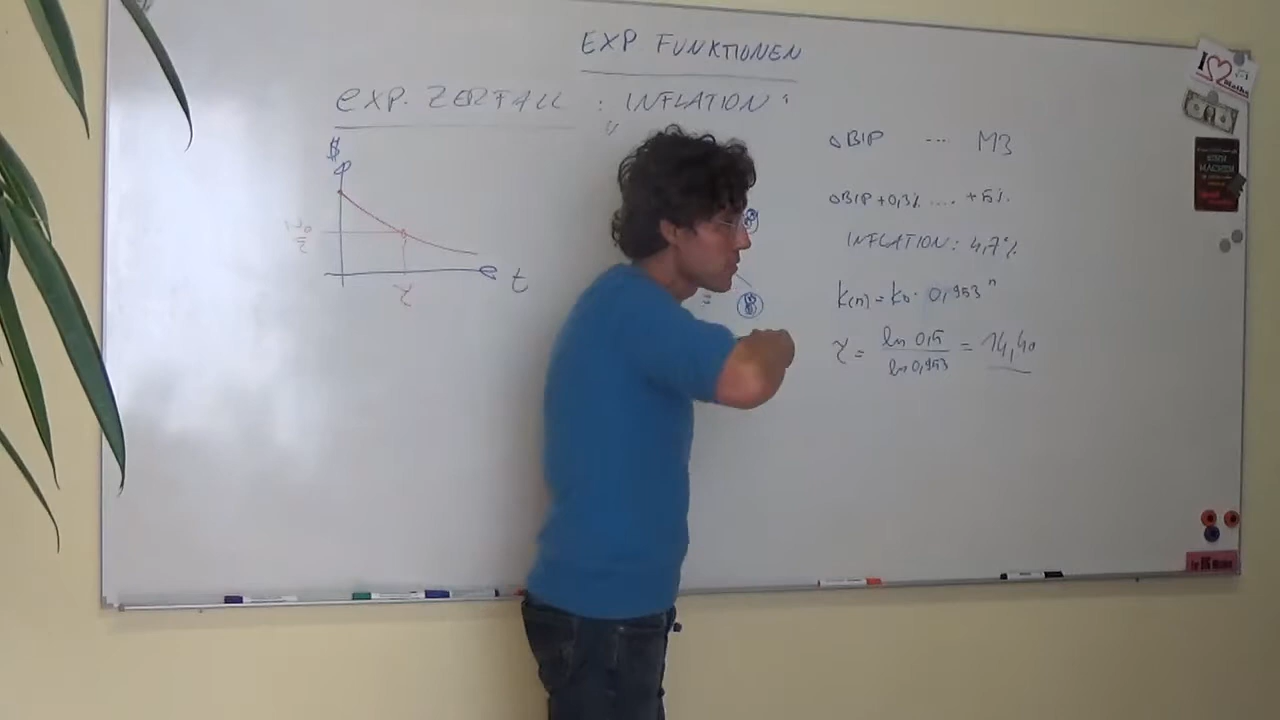 EXP FUNKTIONEN
EXP. ZERFALL : INFLATION
$
t
τ
ΔBIP ... M3
ΔBIP +0,3% .... +5%
INFLATION: 4,7%
K(n) = K0 · 0,953^n
τ = ln 0,5 / ln 0,953 = 14,40
I ♥ Maths